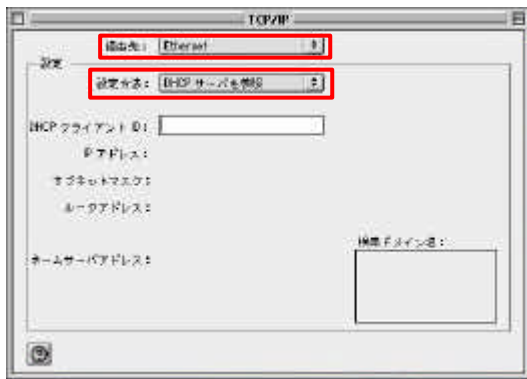 TCP/IP
経由先： Ethernet
設定
設定方法： DHCP サーバを参照
DHCP クライアント ID：
IP アドレス：
サブネットマスク：
ルータアドレス：
検索ドメイン名：
ネームサーバアドレス：